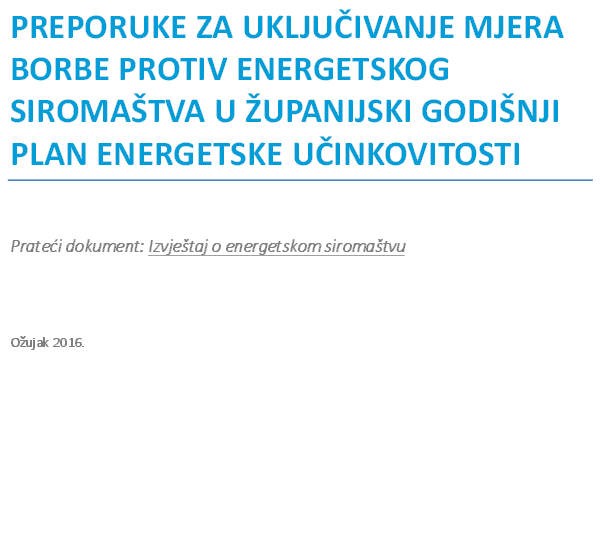 PREPORUKE ZA UKLJUČIVANJE MJERA
BORBE PROTIV ENERGETSKOG
SIROMAŠTVA U ŽUPANIJSKI GODIŠNJI
PLAN ENERGETSKE UČINKOVITOSTI
Prateći dokument: Izvještaj o energetskom siromaštvu
Ožujak 2016.